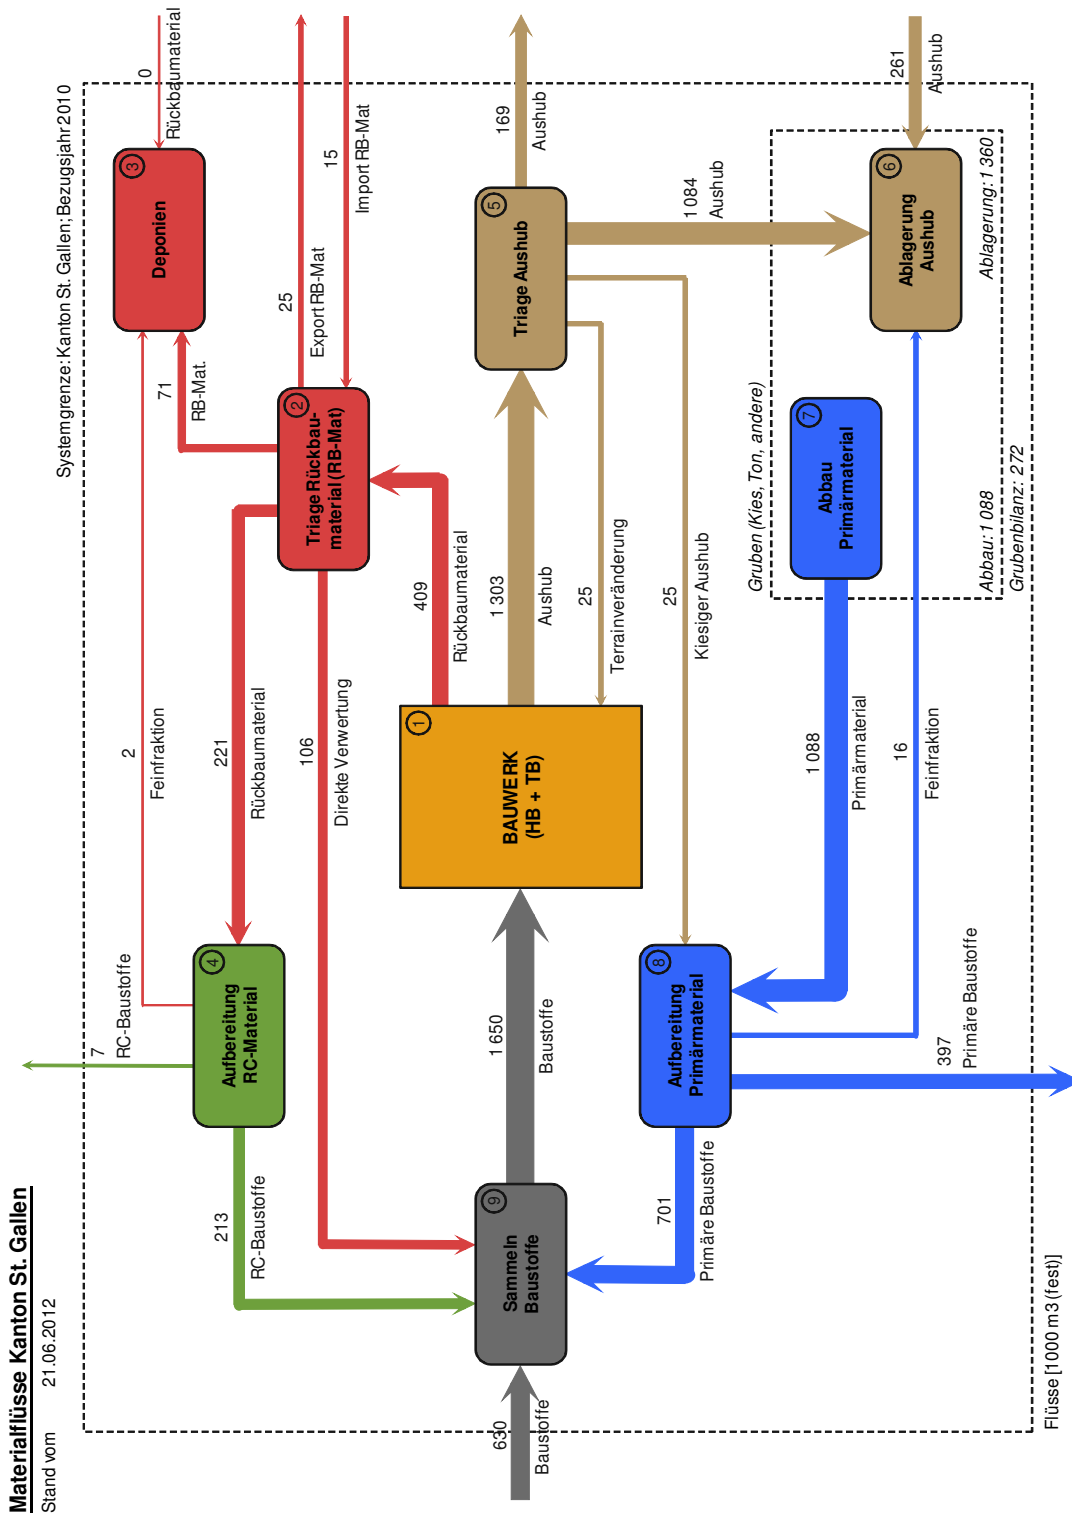 Materialflüsse Kanton St. Gallen
Stand vom 21.06.2012
Systemgrenze: Kanton St. Gallen; Bezugsjahr 2010
7
RC-Baustoffe
2
Feinfraktion
0
Rückbaumaterial
3
Deponien
71
RB-Mat.
213
RC-Baustoffe
4
Aufbereitung
RC-Material
221
Rückbaumaterial
106
Direkte Verwertung
2
Triage Rückbau-
material (RB-Mat)
25
Export RB-Mat
15
Import RB-Mat
409
Rückbaumaterial
630
Baustoffe
9
Sammeln
Baustoffe
1 650
Baustoffe
1
BAUWERK
(HB + TB)
1 303
Aushub
5
Triage Aushub
169
Aushub
25
Terrainveränderung
25
Kiesiger Aushub
1 084
Aushub
701
Primäre Baustoffe
8
Aufbereitung
Primärmaterial
1 088
Primärmaterial
16
Feinfraktion
397
Primäre Baustoffe
Gruben (Kies, Ton, andere)
7
Abbau
Primärmaterial
6
Ablagerung
Aushub
261
Aushub
Abbau: 1 088
Ablagerung: 1 360
Grubenbilanz: 272
Flüsse [1000 m3 (fest)]